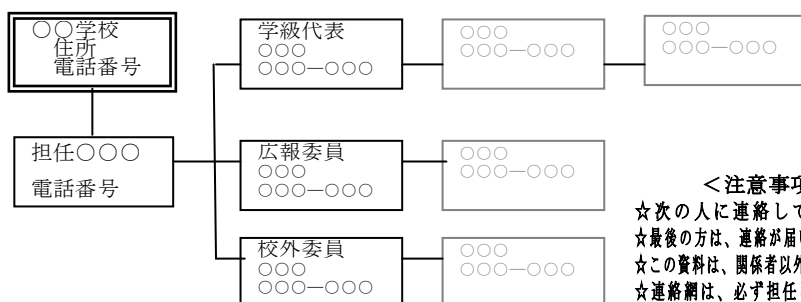 ○○学校
住所
電話番号
学級代表
○○○
○○○―○○○
○○○
○○○―○○○
○○○
○○○―○○○
担任○○○
電話番号
広報委員
○○○
○○○―○○○
○○○
○○○―○○○
校外委員
○○○
○○○―○○○
○○○
○○○―○○○
＜注意事項
☆次の人に連絡して
☆最後の方は、連絡が届い
☆この資料は、関係者以外
☆連絡網は、必ず担任